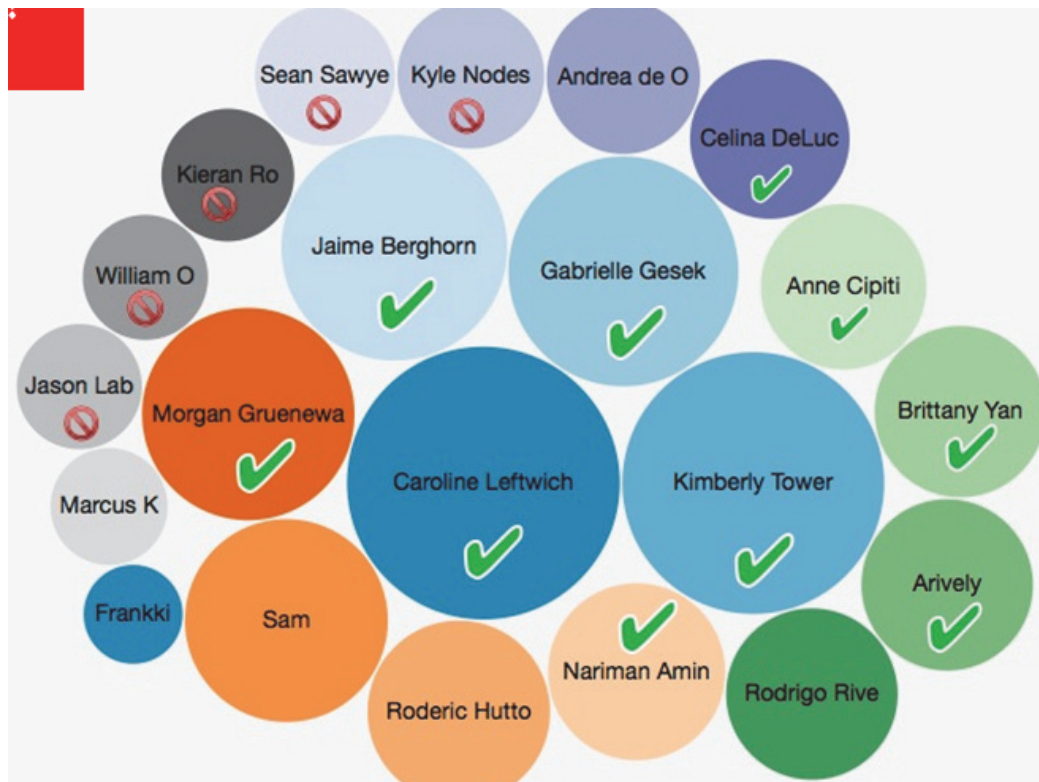 Sean Sawye
Kyle Nodes
Andrea de O
Celina DeLuc
Kieran Ro
Jaime Berghorn
Gabrielle Gesek
William O
Anne Cipiti
Jason Lab
Morgan Gruenewa
Brittany Yan
Caroline Leftwich
Kimberly Tower
Marcus K
Arively
Frankki
Sam
Nariman Amin
Roderic Hutto
Rodrigo Rive